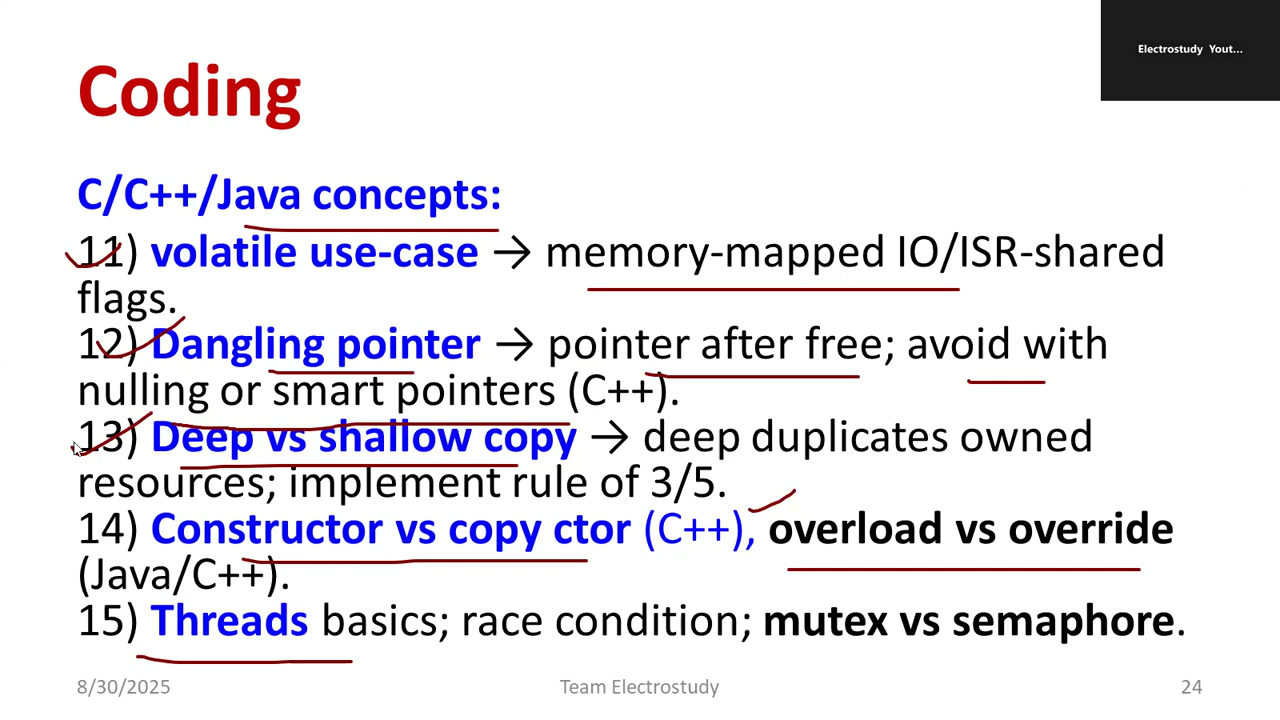 Electrostudy Yout...
Coding
C/C++/Java concepts:
11) volatile use-case → memory-mapped IO/ISR-shared
flags.
12) Dangling pointer → pointer after free; avoid with
nulling or smart pointers (C++).
13) Deep vs shallow copy → deep duplicates owned
resources; implement rule of 3/5.
14) Constructor vs copy ctor (C++), overload vs override
(Java/C++).
15) Threads basics; race condition; mutex vs semaphore.
8/30/2025 Team Electrostudy 24